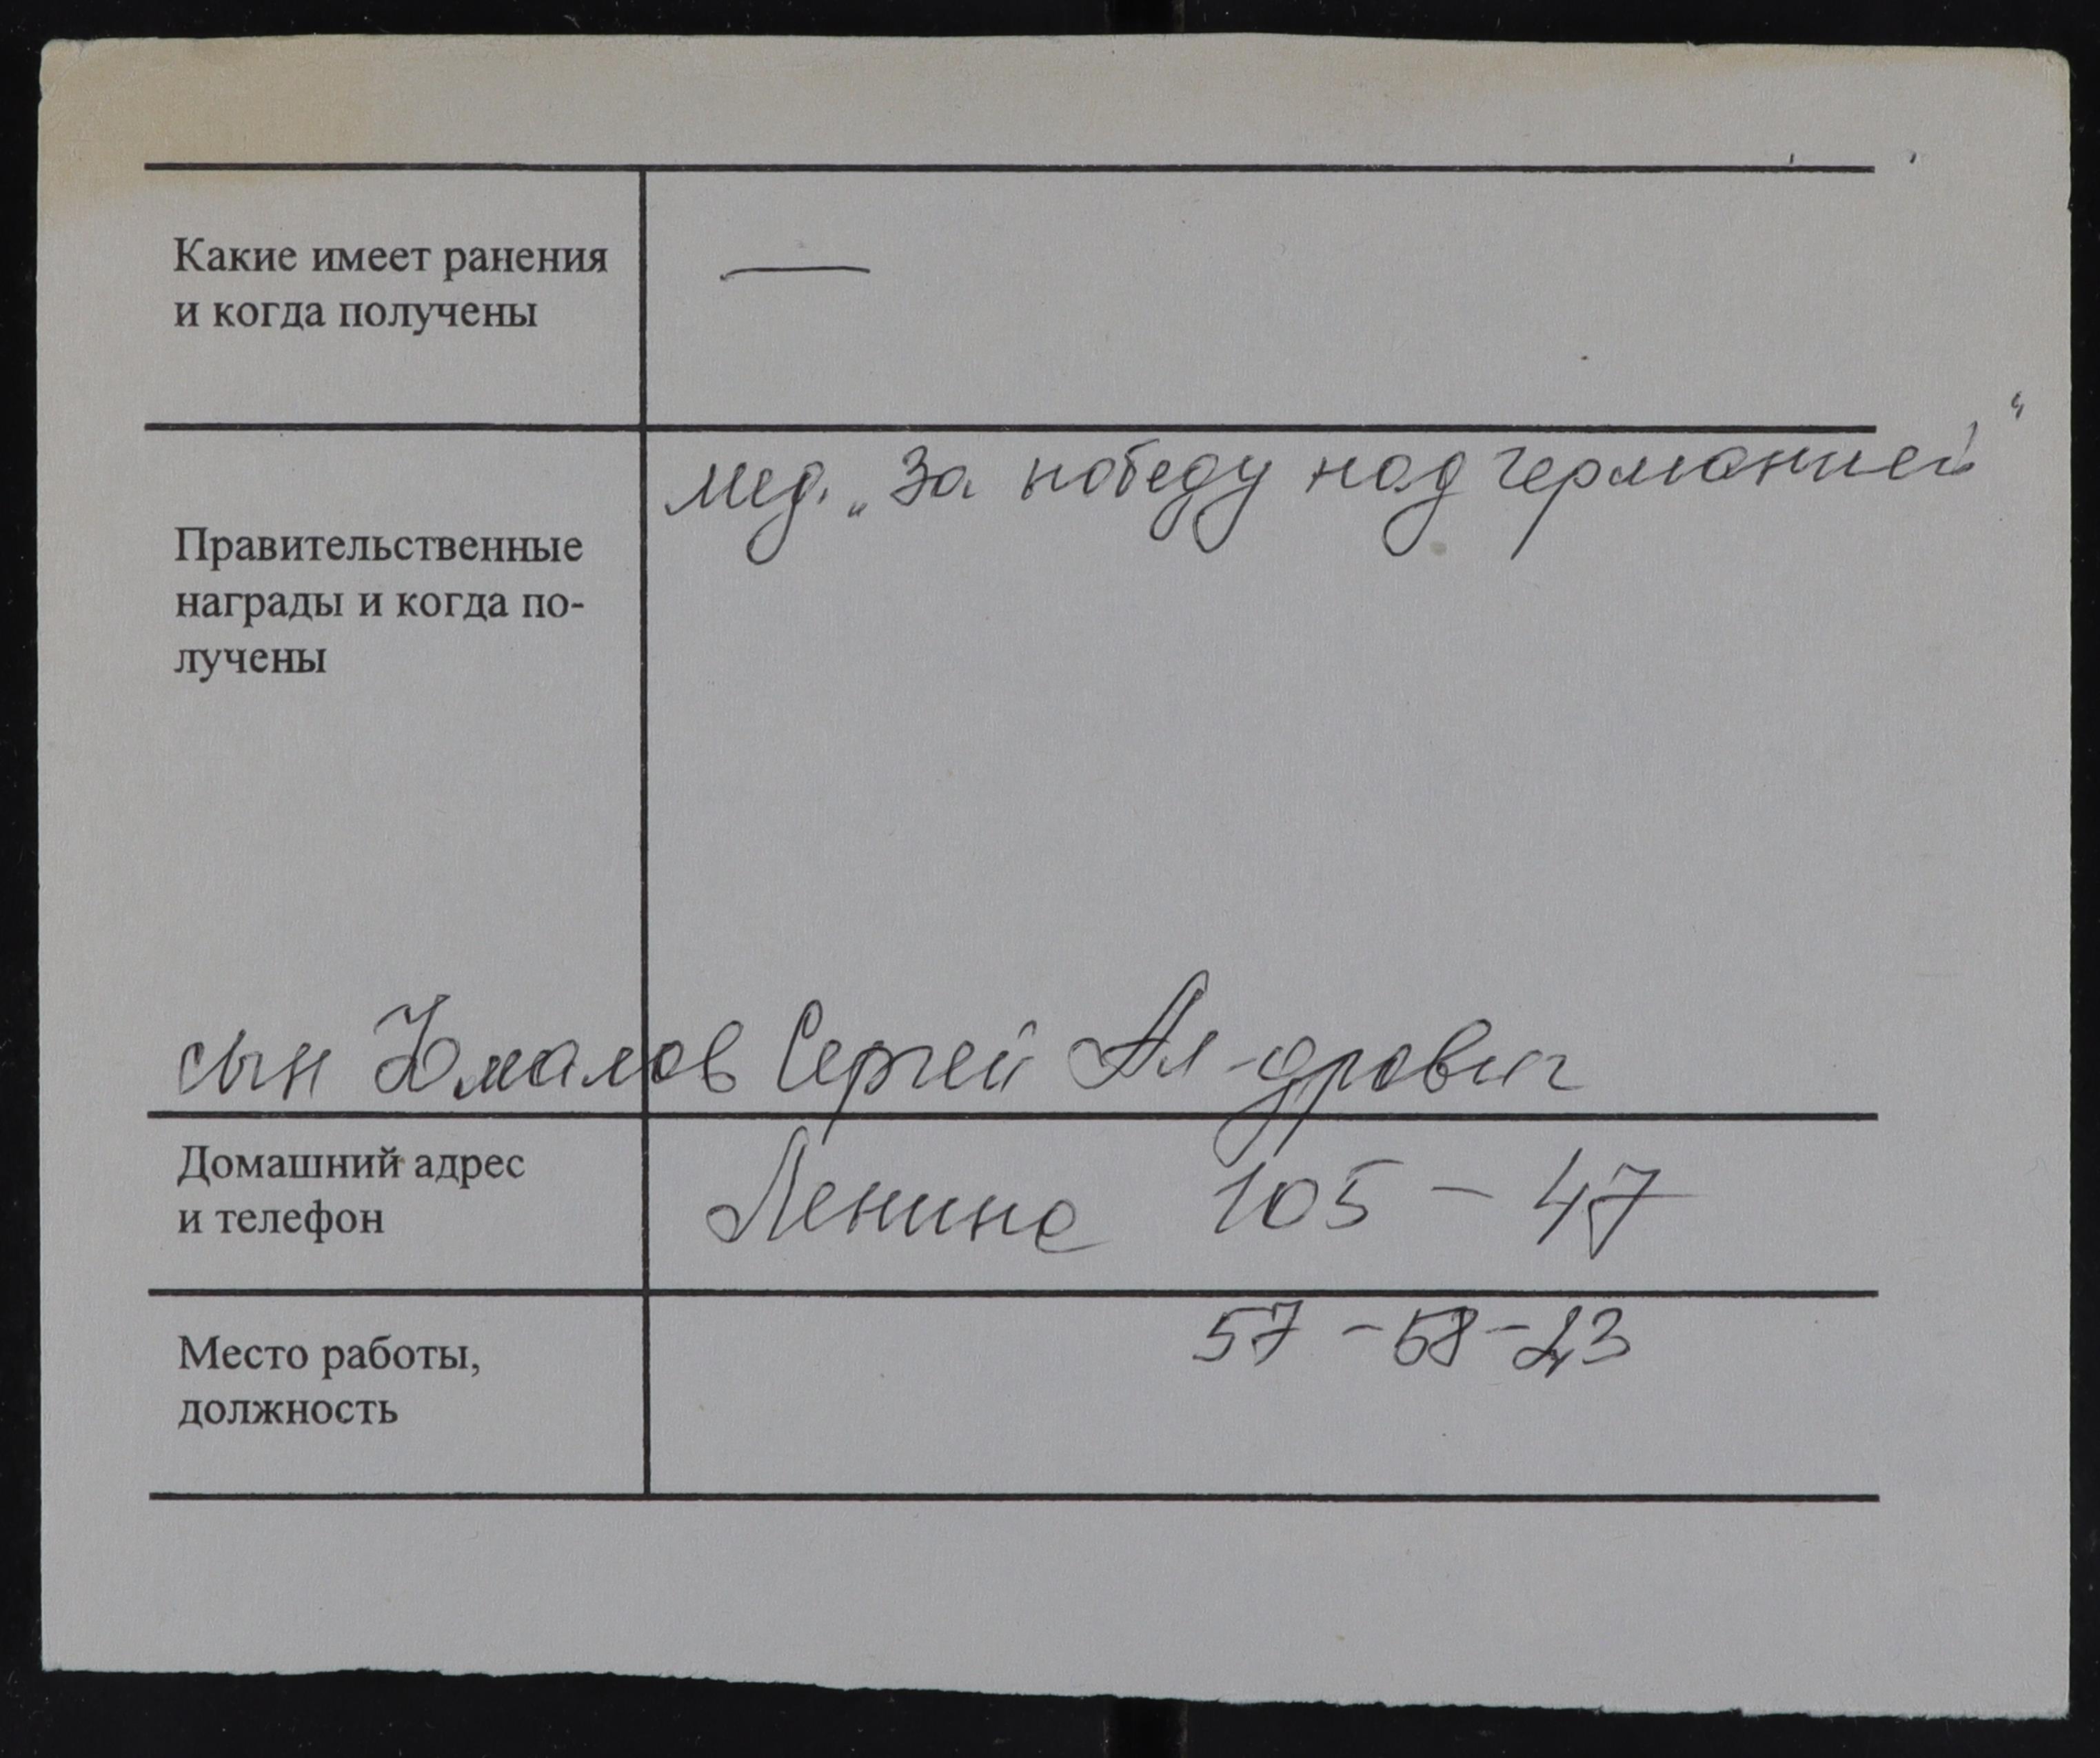 Какие имеет ранения
и когда получены
—
мед. „За победу над германией“
Правительственные
награды и когда по-
лучены
сын Юмалов Сергей Ал-дрович
Домашний адрес
и телефон
Ленина 105 – 47
57 – 58 – 23
Место работы,
должность